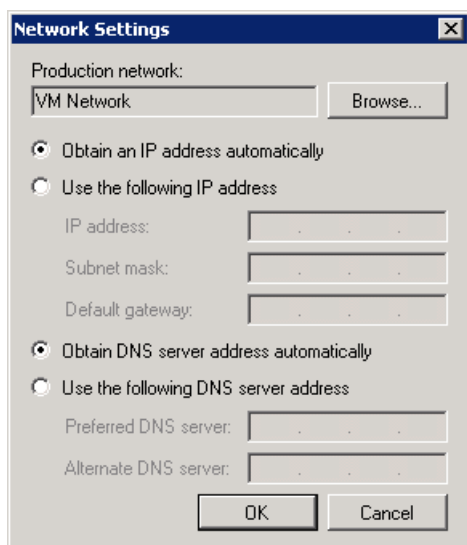 Network Settings
Production network:
VM Network
Browse...
Obtain an IP address automatically
Use the following IP address
IP address:
Subnet mask:
Default gateway:
Obtain DNS server address automatically
Use the following DNS server address
Preferred DNS server:
Alternate DNS server:
OK Cancel